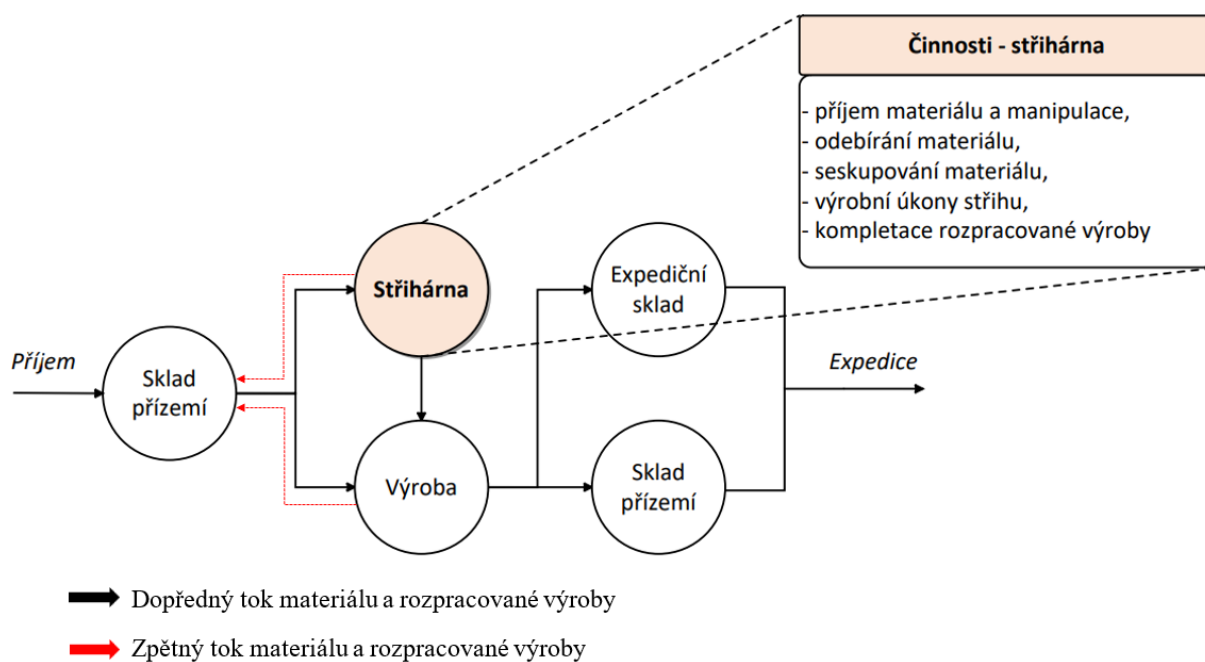 Činnosti - střihárna
- příjem materiálu a manipulace,
- odebírání materiálu,
- seskupování materiálu,
- výrobní úkony střihu,
- kompletace rozpracované výroby
Střihárna
Expediční
sklad
Příjem
Sklad
přízemí
Expedice
Výroba
Sklad
přízemí
Dopředný tok materiálu a rozpracované výroby
Zpětný tok materiálu a rozpracované výroby